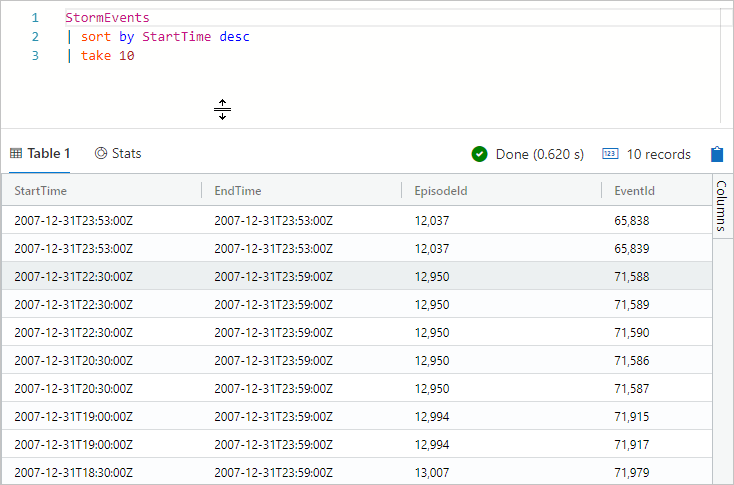 1 StormEvents
2 | sort by StartTime desc
3 | take 10
Table 1 Stats Done (0.620 s) 123 10 records
StartTime EndTime EpisodeId EventId
Columns
2007-12-31T23:53:00Z 2007-12-31T23:53:00Z 12,037 65,838
2007-12-31T23:53:00Z 2007-12-31T23:53:00Z 12,037 65,839
2007-12-31T22:30:00Z 2007-12-31T23:59:00Z 12,950 71,588
2007-12-31T22:30:00Z 2007-12-31T23:59:00Z 12,950 71,589
2007-12-31T22:30:00Z 2007-12-31T23:59:00Z 12,950 71,590
2007-12-31T20:30:00Z 2007-12-31T23:59:00Z 12,950 71,586
2007-12-31T20:30:00Z 2007-12-31T23:59:00Z 12,950 71,587
2007-12-31T19:00:00Z 2007-12-31T23:59:00Z 12,994 71,915
2007-12-31T19:00:00Z 2007-12-31T23:59:00Z 12,994 71,917
2007-12-31T18:30:00Z 2007-12-31T23:59:00Z 13,007 71,979